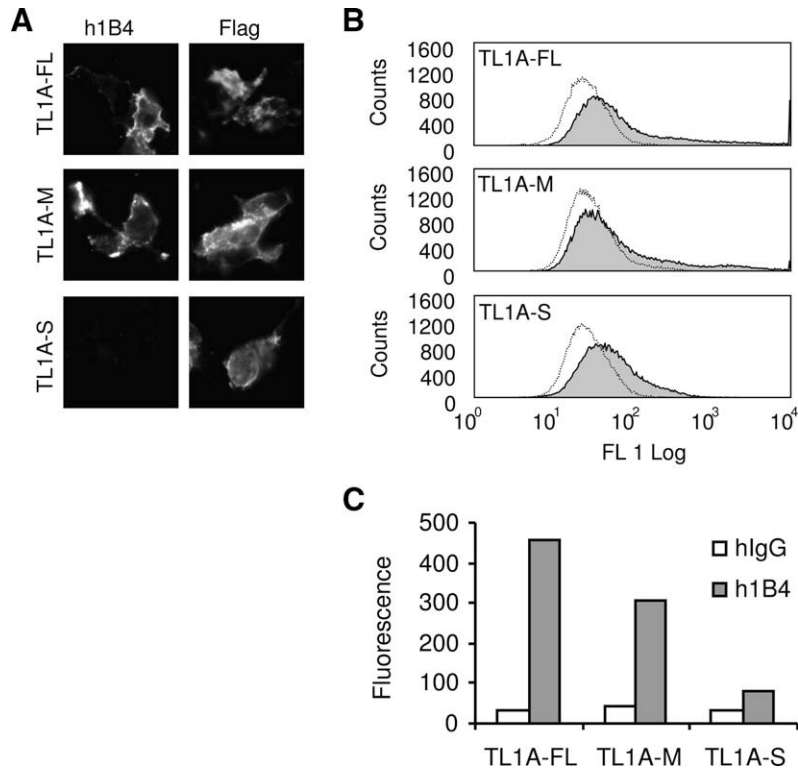 A
h1B4 Flag
TL1A-FL
TL1A-M
TL1A-S
B
1600
1200
800
400
0
Counts
TL1A-FL
1600
1200
800
400
0
Counts
TL1A-M
1600
1200
800
400
0
Counts
TL1A-S
10⁰ 10¹ 10² 10³ 10⁴
FL 1 Log
C
500
400
300
200
100
0
Fluorescence
hIgG
h1B4
TL1A-FL TL1A-M TL1A-S